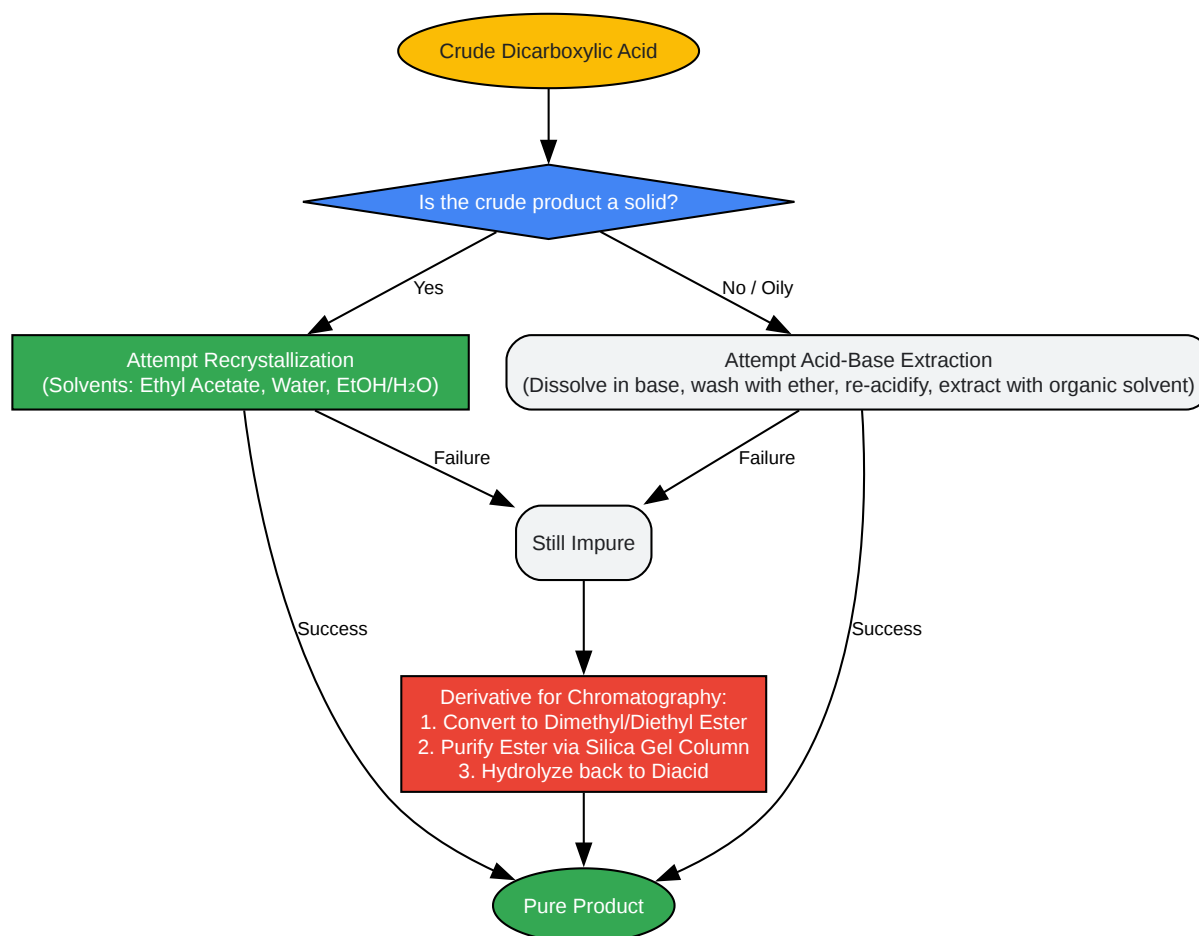 Crude Dicarboxylic Acid
Is the crude product a solid?
Yes
No / Oily
Attempt Recrystallization
(Solvents: Ethyl Acetate, Water, EtOH/H₂O)
Attempt Acid-Base Extraction
(Dissolve in base, wash with ether, re-acidify, extract with organic solvent)
Failure
Failure
Still Impure
Success
Success
Derivative for Chromatography:
1. Convert to Dimethyl/Diethyl Ester
2. Purify Ester via Silica Gel Column
3. Hydrolyze back to Diacid
Pure Product